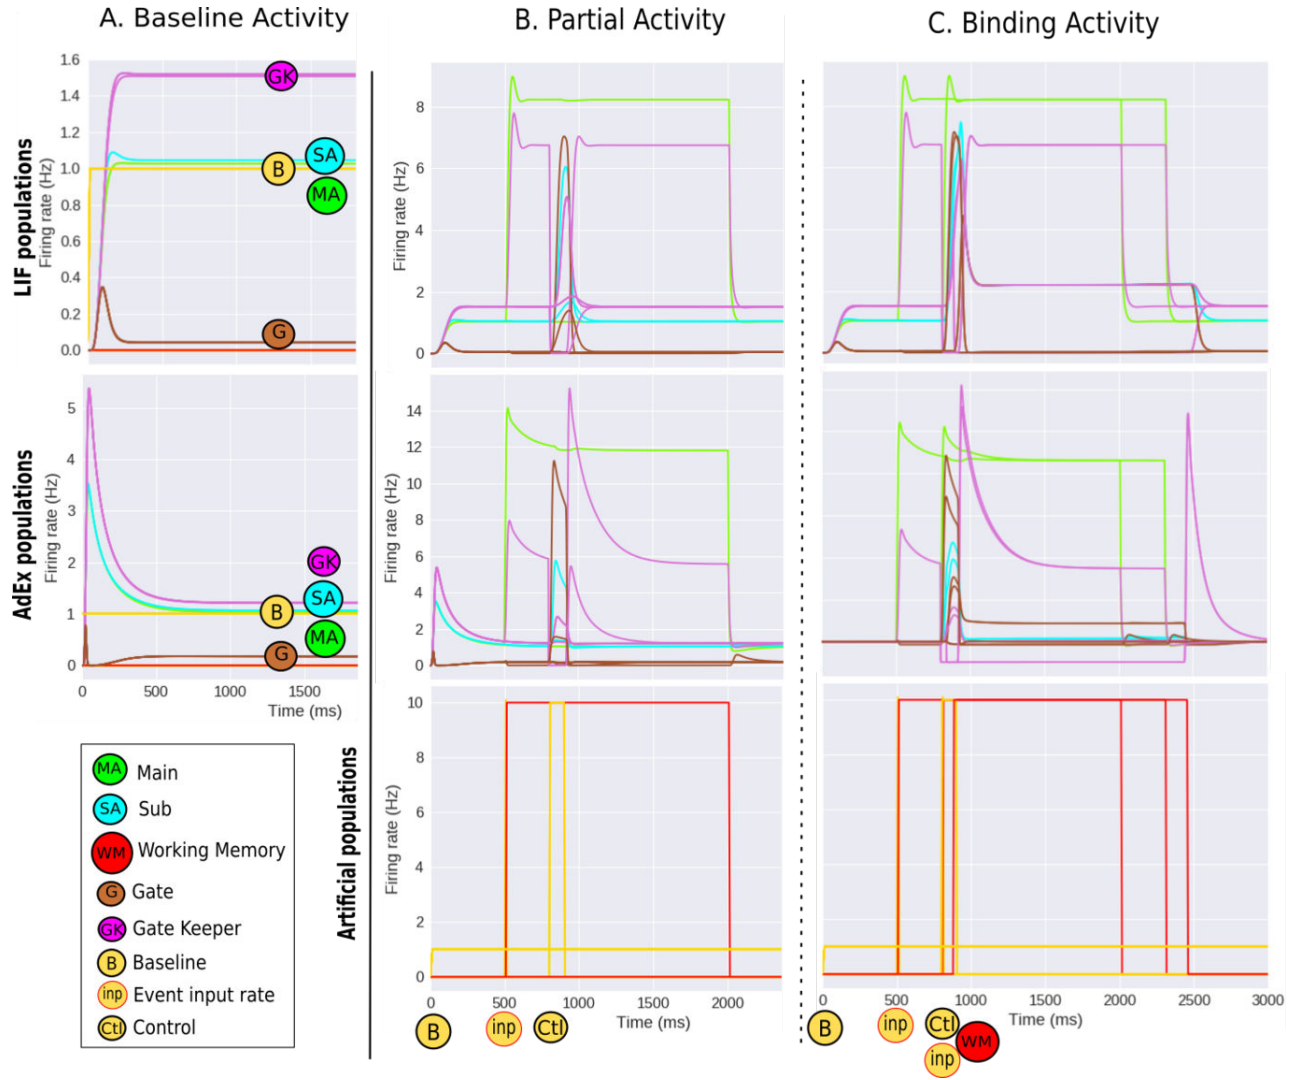 A. Baseline Activity
B. Partial Activity
C. Binding Activity
LIF populations
Firing rate (Hz)
1.6
1.4
1.2
1.0
0.8
0.6
0.4
0.2
0.0
GK
SA
B
MA
G
Firing rate (Hz)
8
6
4
2
0
AdEx populations
Firing rate (Hz)
5
4
3
2
1
0
GK
SA
B
MA
G
0
500
1000
1500
Time (ms)
14
12
10
8
6
4
2
0
MA Main
SA Sub
WM Working Memory
G Gate
GK Gate Keeper
B Baseline
inp Event input rate
Ctl Control
Artificial populations
Firing rate (Hz)
10
8
6
4
2
0
0
500
1000
2000
Time (ms)
B
inp
Ctl
0
500
1000
1500
2000
2500
3000
Time (ms)
B
inp
Ctl
WM
inp